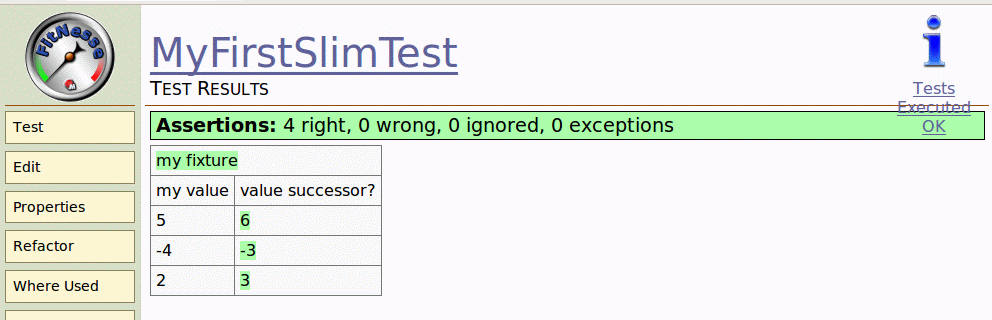 FitNesse
MyFirstSlimTest
TEST RESULTS
Tests
Executed
OK
Test
Edit
Properties
Refactor
Where Used
Assertions: 4 right, 0 wrong, 0 ignored, 0 exceptions
my fixture
my value value successor?
5 6
-4 -3
2 3